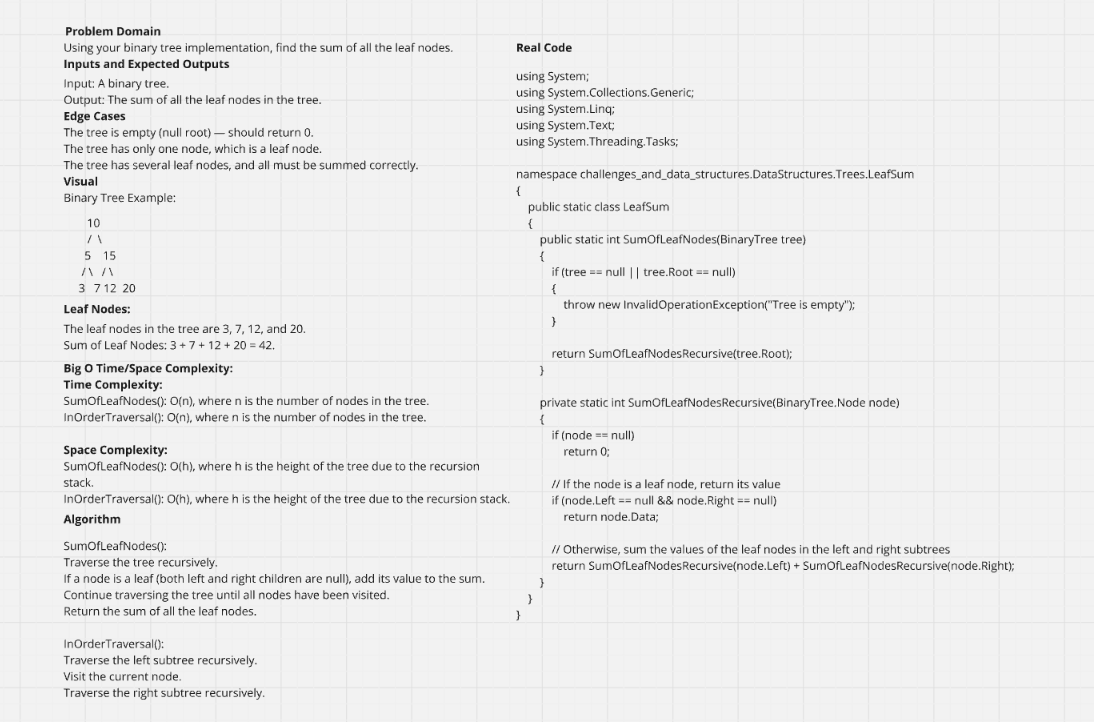 Problem Domain
Using your binary tree implementation, find the sum of all the leaf nodes.
Inputs and Expected Outputs
Input: A binary tree.
Output: The sum of all the leaf nodes in the tree.
Edge Cases
The tree is empty (null root) — should return 0.
The tree has only one node, which is a leaf node.
The tree has several leaf nodes, and all must be summed correctly.
Visual
Binary Tree Example:
10
/ \
5 15
/ \ / \
3 7 12 20
Leaf Nodes:
The leaf nodes in the tree are 3, 7, 12, and 20.
Sum of Leaf Nodes: 3 + 7 + 12 + 20 = 42.
Big O Time/Space Complexity:
Time Complexity:
SumOfLeafNodes(): O(n), where n is the number of nodes in the tree.
InOrderTraversal(): O(n), where n is the number of nodes in the tree.
Space Complexity:
SumOfLeafNodes(): O(h), where h is the height of the tree due to the recursion
stack.
InOrderTraversal(): O(h), where h is the height of the tree due to the recursion stack.
Algorithm
SumOfLeafNodes():
Traverse the tree recursively.
If a node is a leaf (both left and right children are null), add its value to the sum.
Continue traversing the tree until all nodes have been visited.
Return the sum of all the leaf nodes.
InOrderTraversal():
Traverse the left subtree recursively.
Visit the current node.
Traverse the right subtree recursively.
Real Code
using System;
using System.Collections.Generic;
using System.Linq;
using System.Text;
using System.Threading.Tasks;
namespace challenges_and_data_structures.DataStructures.Trees.LeafSum
{
public static class LeafSum
{
public static int SumOfLeafNodes(BinaryTree tree)
{
if (tree == null || tree.Root == null)
{
throw new InvalidOperationException("Tree is empty");
}
return SumOfLeafNodesRecursive(tree.Root);
}
private static int SumOfLeafNodesRecursive(BinaryTree.Node node)
{
if (node == null)
return 0;
// If the node is a leaf node, return its value
if (node.Left == null && node.Right == null)
return node.Data;
// Otherwise, sum the values of the leaf nodes in the left and right subtrees
return SumOfLeafNodesRecursive(node.Left) + SumOfLeafNodesRecursive(node.Right);
}
}
}